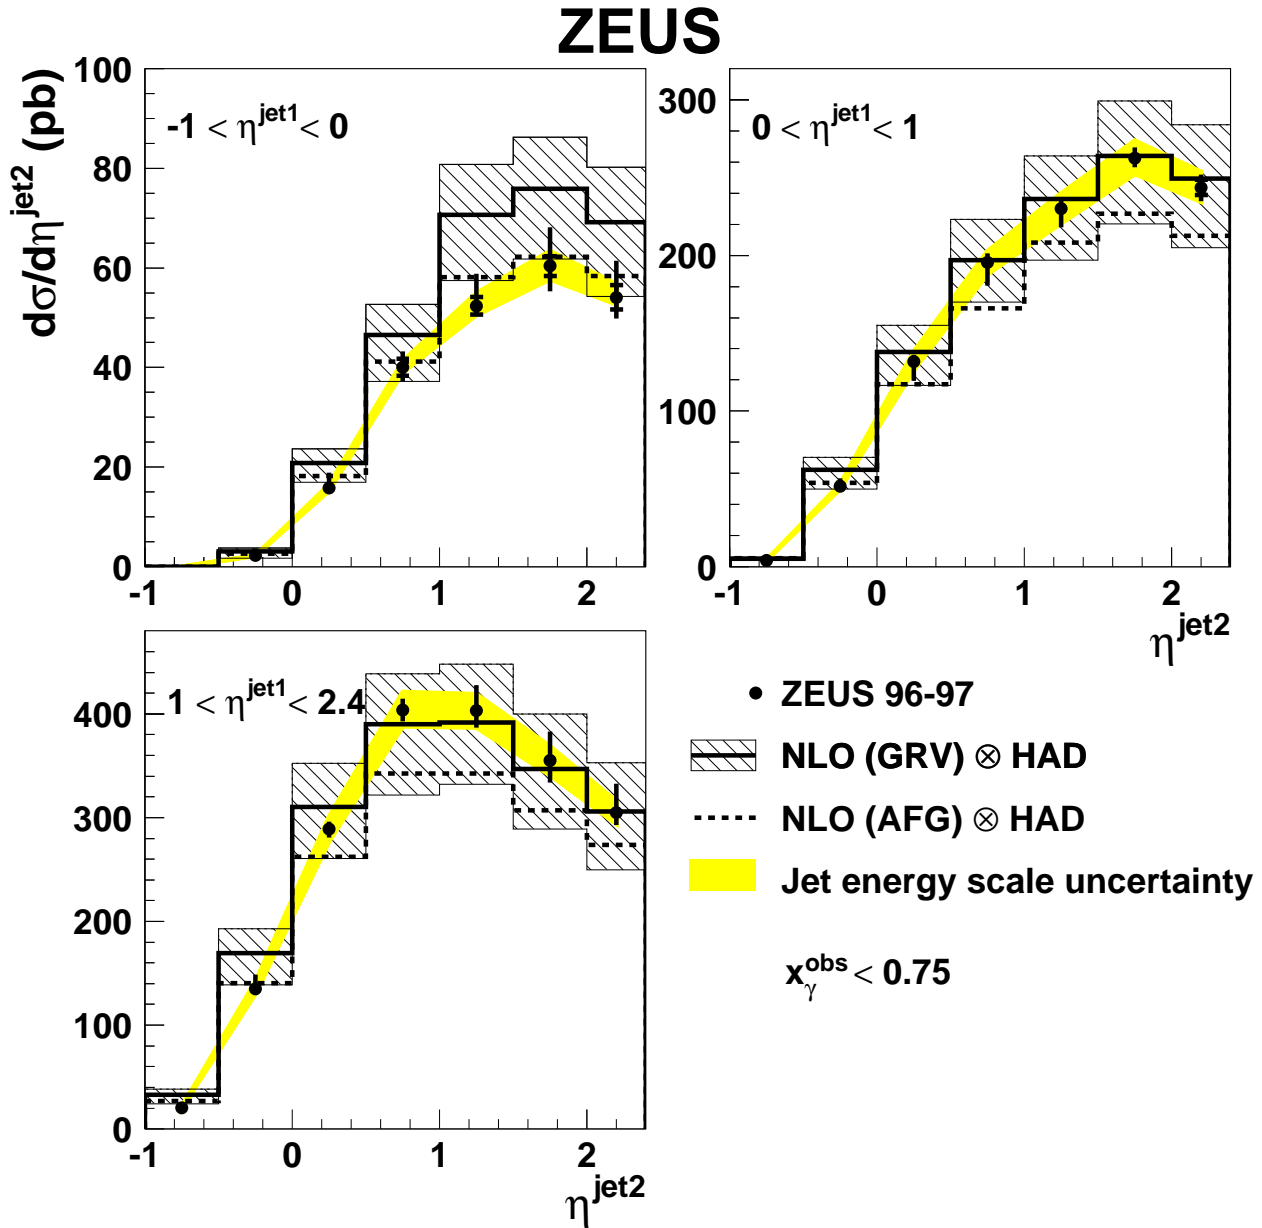 ZEUS
dσ/dη^jet2 (pb)
-1 < η^jet1 < 0
100
80
60
40
20
0
-1 0 1 2
0 < η^jet1 < 1
300
200
100
0
-1 0 1 2
η^jet2
1 < η^jet1 < 2.4
400
300
200
100
0
-1 0 1 2
η^jet2
ZEUS 96-97
NLO (GRV) ⊗ HAD
NLO (AFG) ⊗ HAD
Jet energy scale uncertainty
x_γ^obs < 0.75